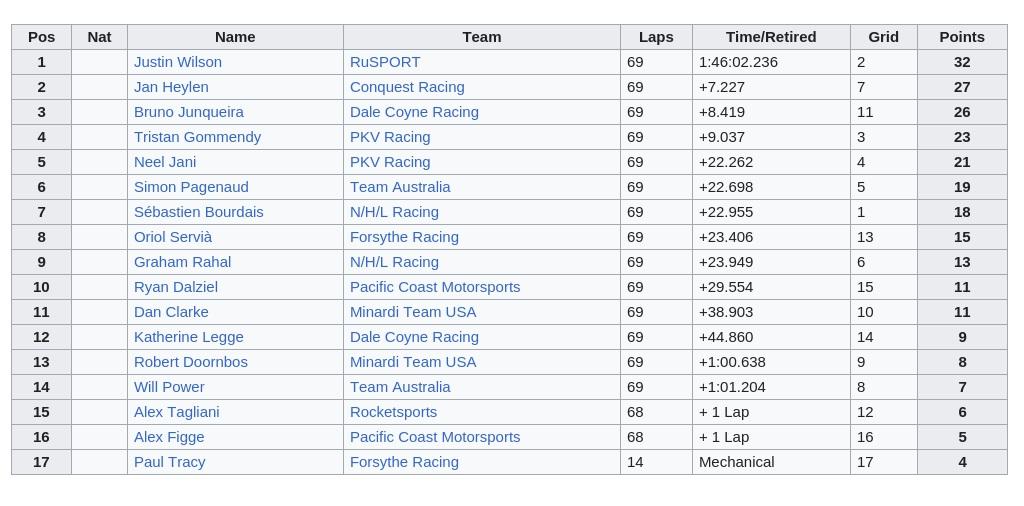 Pos Nat Name Team Laps Time/Retired Grid Points
1 Justin Wilson RuSPORT 69 1:46:02.236 2 32
2 Jan Heylen Conquest Racing 69 +7.227 7 27
3 Bruno Junqueira Dale Coyne Racing 69 +8.419 11 26
4 Tristan Gommendy PKV Racing 69 +9.037 3 23
5 Neel Jani PKV Racing 69 +22.262 4 21
6 Simon Pagenaud Team Australia 69 +22.698 5 19
7 Sébastien Bourdais N/H/L Racing 69 +22.955 1 18
8 Oriol Servià Forsythe Racing 69 +23.406 13 15
9 Graham Rahal N/H/L Racing 69 +23.949 6 13
10 Ryan Dalziel Pacific Coast Motorsports 69 +29.554 15 11
11 Dan Clarke Minardi Team USA 69 +38.903 10 11
12 Katherine Legge Dale Coyne Racing 69 +44.860 14 9
13 Robert Doornbos Minardi Team USA 69 +1:00.638 9 8
14 Will Power Team Australia 69 +1:01.204 8 7
15 Alex Tagliani Rocketsports 68 + 1 Lap 12 6
16 Alex Figge Pacific Coast Motorsports 68 + 1 Lap 16 5
17 Paul Tracy Forsythe Racing 14 Mechanical 17 4